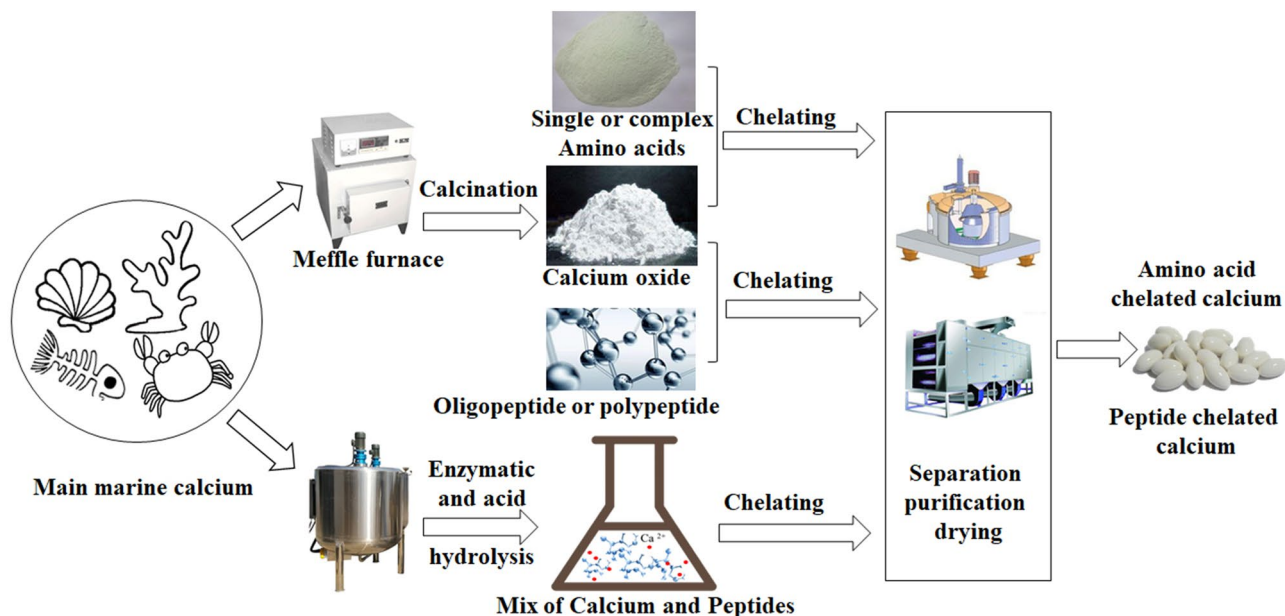 Single or complex
Amino acids
Chelating
Calcination
Meffle furnace
Calcium oxide
Chelating
Oligopeptide or polypeptide
Main marine calcium
Enzymatic
and acid
hydrolysis
Ca 2+
Mix of Calcium and Peptides
Chelating
Separation
purification
drying
Amino acid
chelated calcium
Peptide chelated
calcium